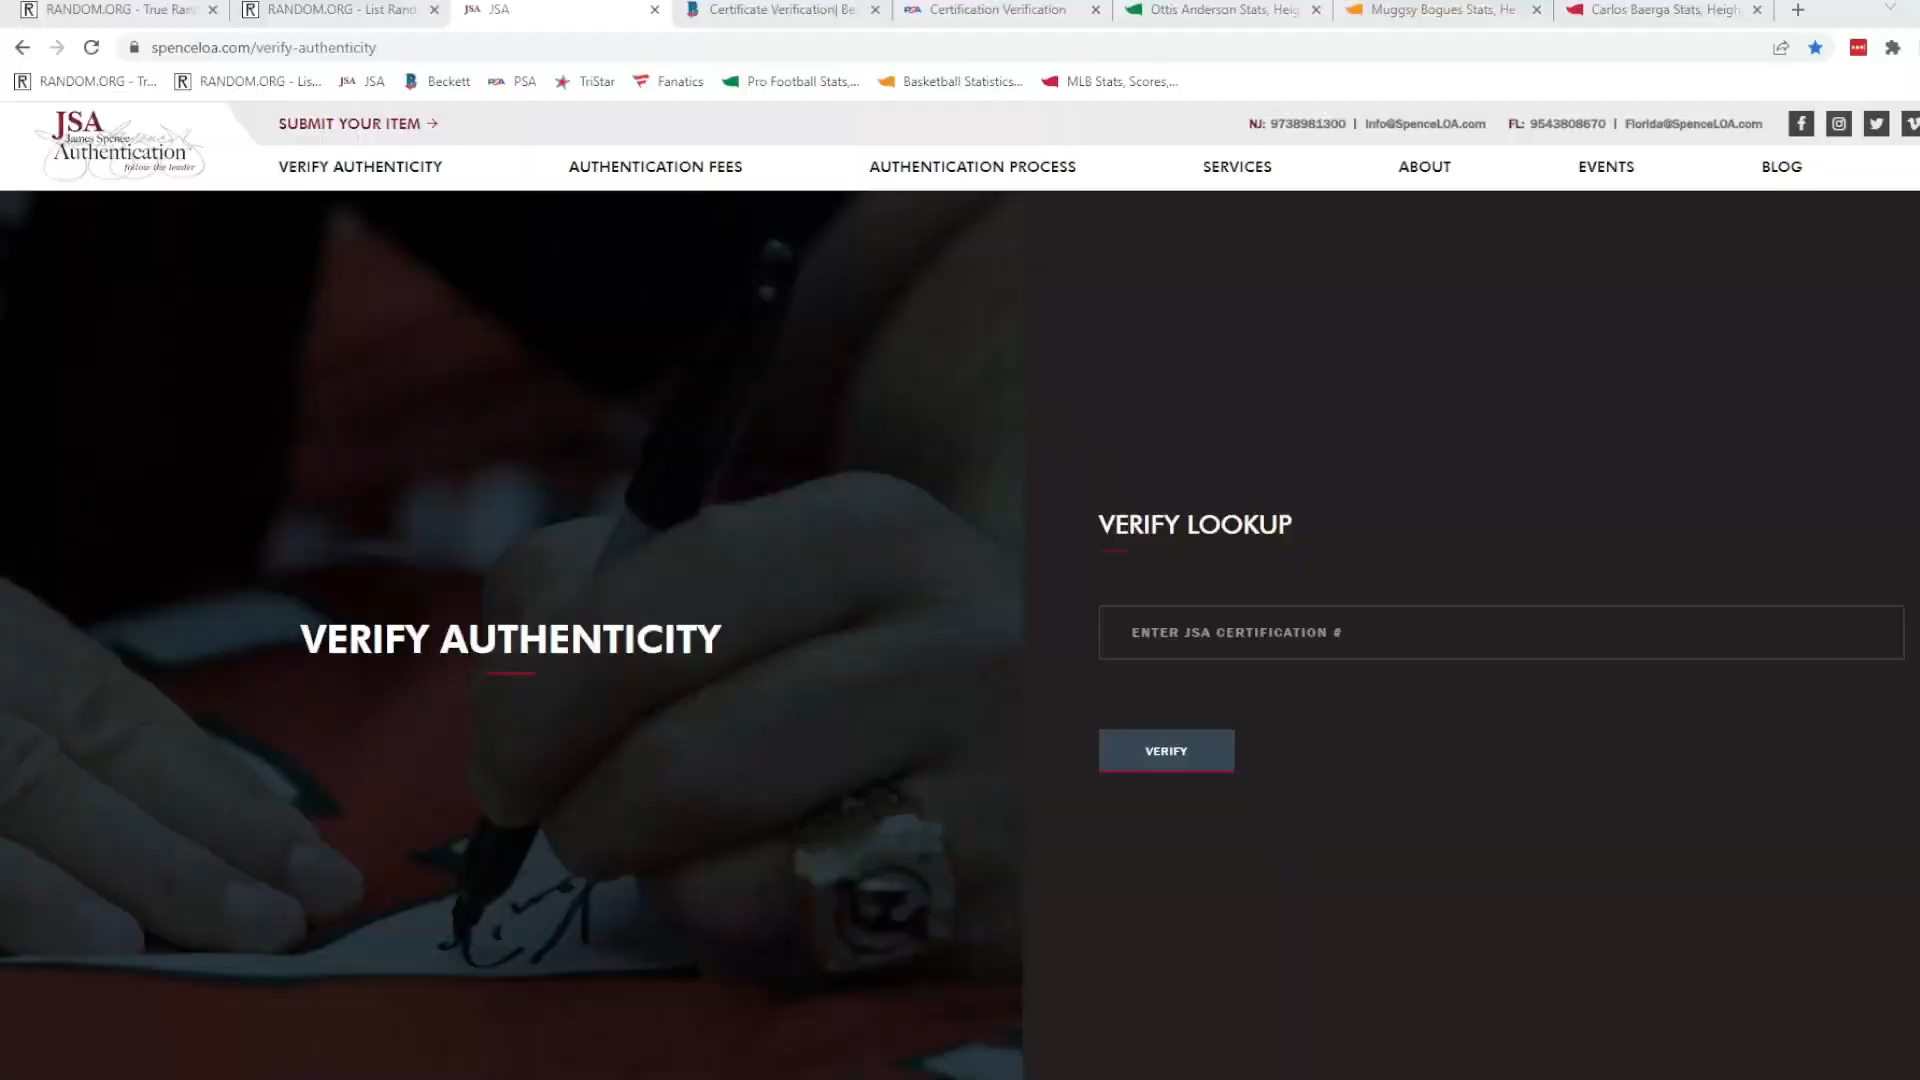 RANDOM.ORG - True Ran
RANDOM.ORG - List Rand
JSA JSA
Certificate Verification| Be
PSA Certification Verification
Ottis Anderson Stats, Heig
Muggsy Bogues Stats, He
Carlos Baerga Stats, Heigh
spenceloa.com/verify-authenticity
RANDOM.ORG - Tr...
RANDOM.ORG - Lis...
JSA JSA
Beckett
PSA PSA
TriStar
Fanatics
Pro Football Stats,...
Basketball Statistics...
MLB Stats, Scores,...
JSA
James Spence
Authentication
follow the leader
SUBMIT YOUR ITEM →
NJ: 9738981300 | Info@SpenceLOA.com FL: 9543808670 | Florida@SpenceLOA.com
VERIFY AUTHENTICITY
AUTHENTICATION FEES
AUTHENTICATION PROCESS
SERVICES
ABOUT
EVENTS
BLOG
VERIFY AUTHENTICITY
VERIFY LOOKUP
ENTER JSA CERTIFICATION #
VERIFY